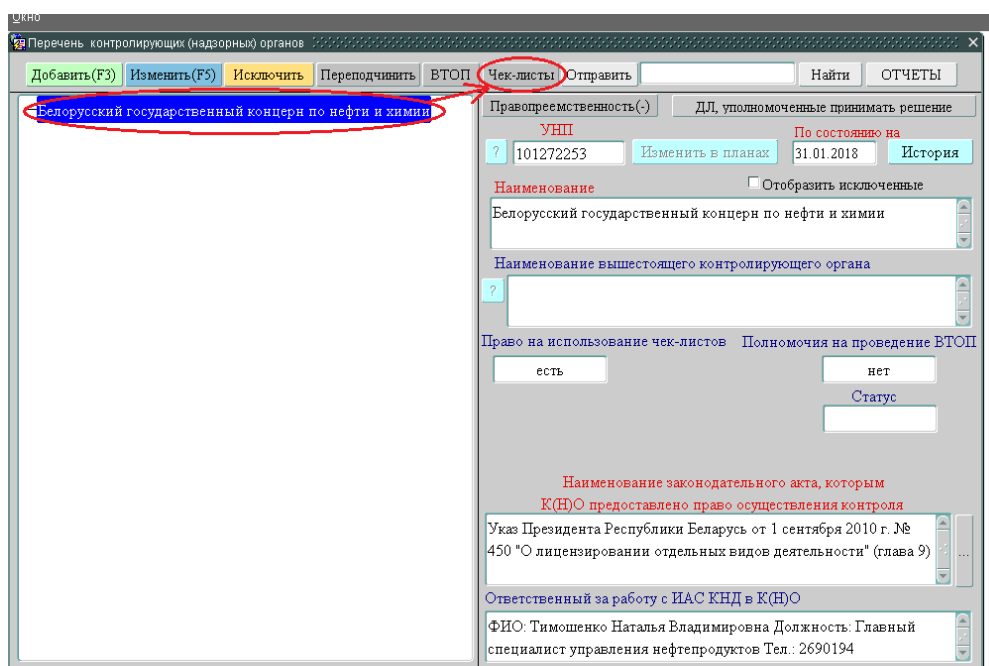 Окно
Перечень контролирующих (надзорных) органов
Добавить(F3) Изменить(F5) Исключить Переподчинить ВТОП Чек-листы Отправить Найти ОТЧЕТЫ
Белорусский государственный концерн по нефти и химии
Правопреемственность(-) ДЛ, уполномоченные принимать решение
УНП По состоянию на
? 101272253 Изменить в планах 31.01.2018 История
Наименование Отобразить исключенные
Белорусский государственный концерн по нефти и химии
Наименование вышестоящего контролирующего органа
?
Право на использование чек-листов Полномочия на проведение ВТОП
есть нет
Статус
Наименование законодательного акта, которым
К(Н)О предоставлено право осуществления контроля
Указ Президента Республики Беларусь от 1 сентября 2010 г. №
450 "О лицензировании отдельных видов деятельности" (глава 9) ...
Ответственный за работу с ИАС КНД в К(Н)О
ФИО: Тимошенко Наталья Владимировна Должность: Главный
специалист управления нефтепродуктов Тел.: 2690194